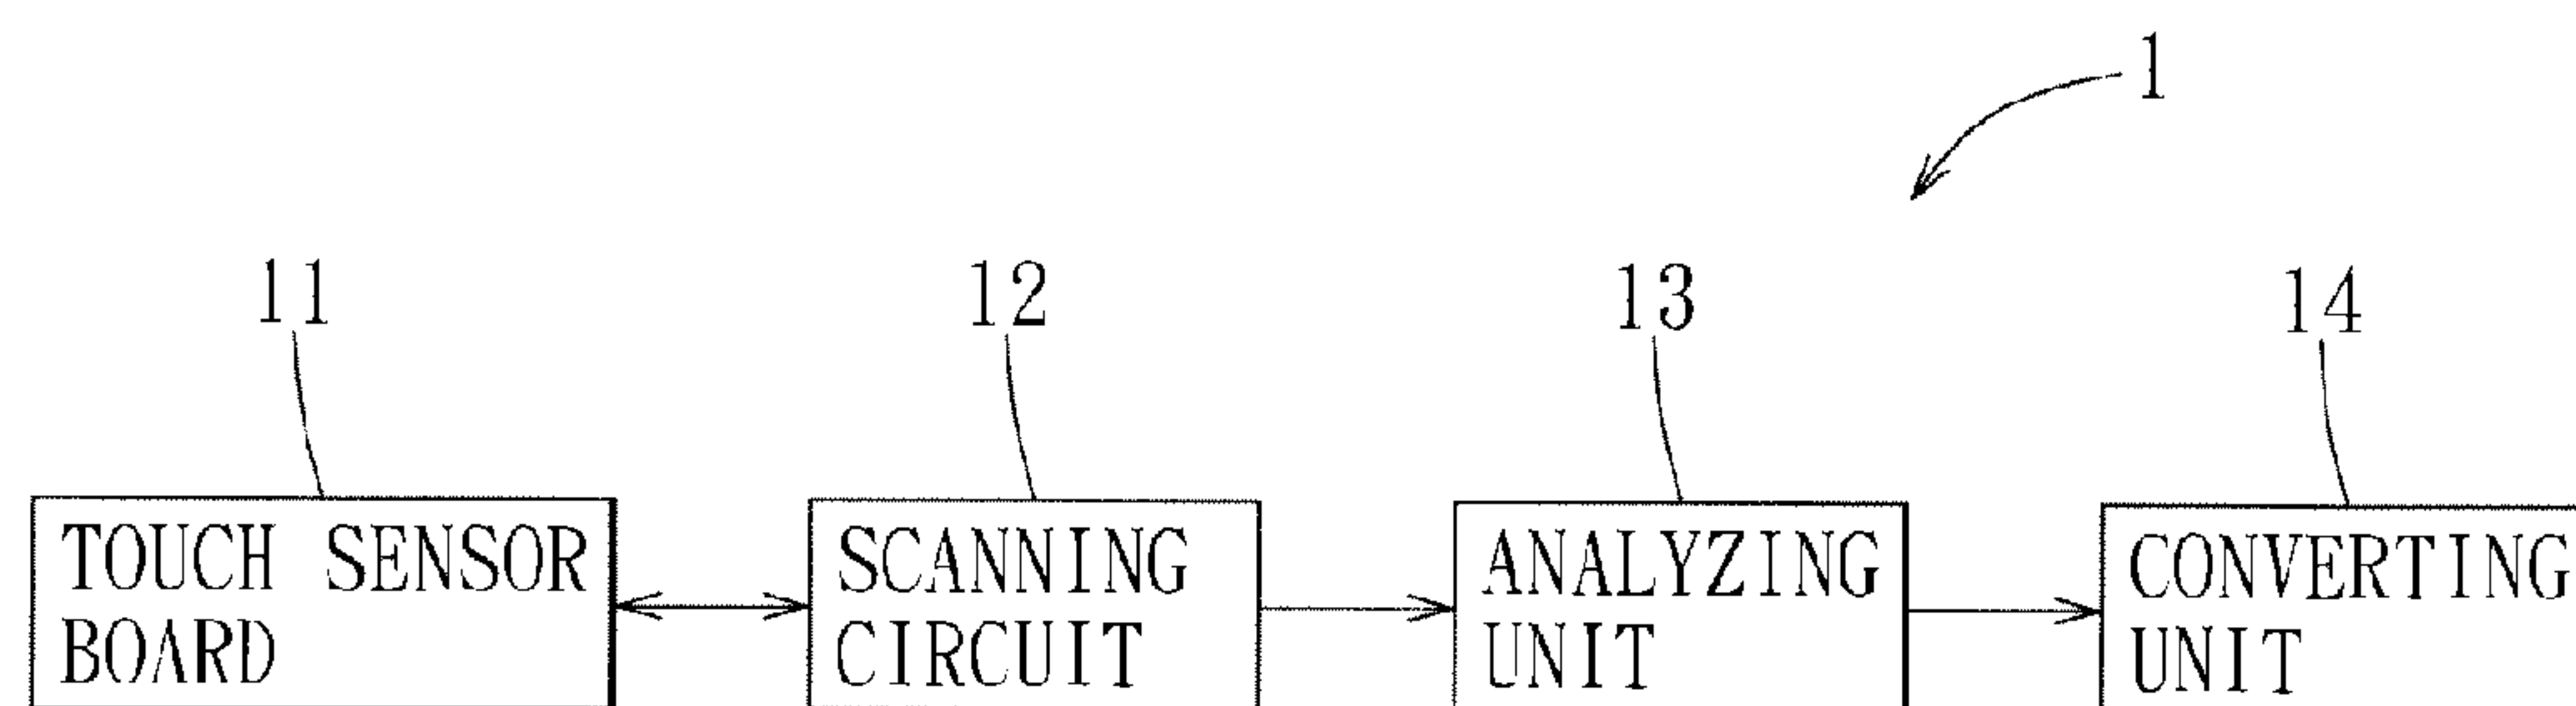 1
11
12
13
14
TOUCH SENSOR
BOARD
SCANNING
CIRCUIT
ANALYZING
UNIT
CONVERTING
UNIT